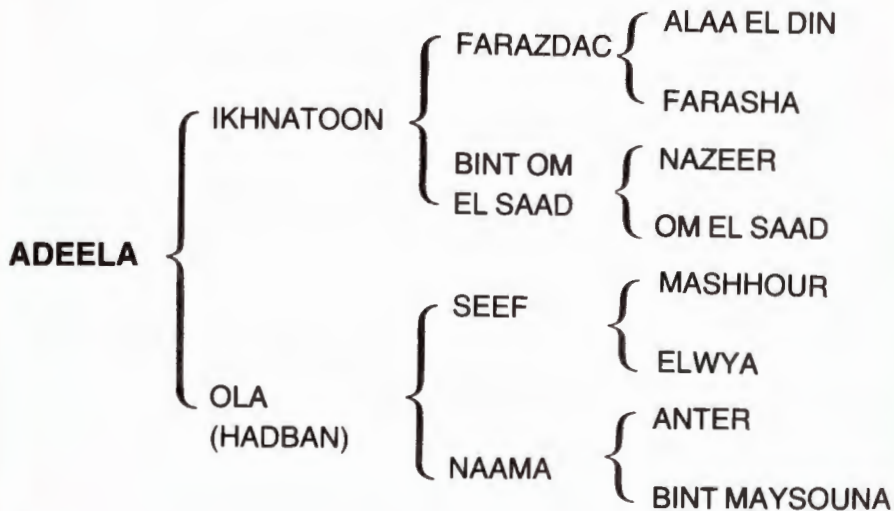 ADEELA
IKHNATOON
FARAZDAC
ALAA EL DIN
FARASHA
BINT OM
EL SAAD
NAZEER
OM EL SAAD
OLA
(HADBAN)
SEEF
MASHHOUR
ELWYA
NAAMA
ANTER
BINT MAYSOUNA